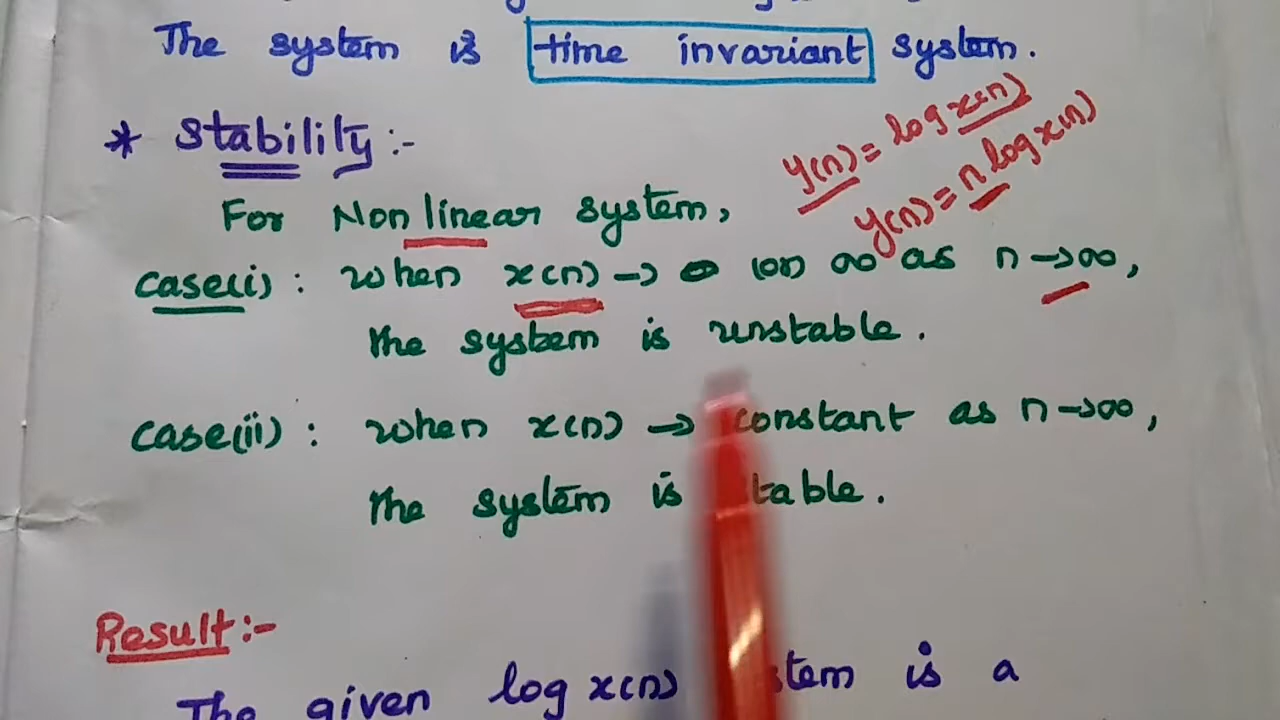 The system is time invariant system.
* Stability :-
y(n) = log x(n)
y(n) = n log x(n)
For Non linear system,
case(i) : when x(n) → 0 (or) ∞ as n → ∞,
the system is unstable.
case(ii) : when x(n) → constant as n → ∞,
the system is table.
Result :-
The given log x(n) stem is a